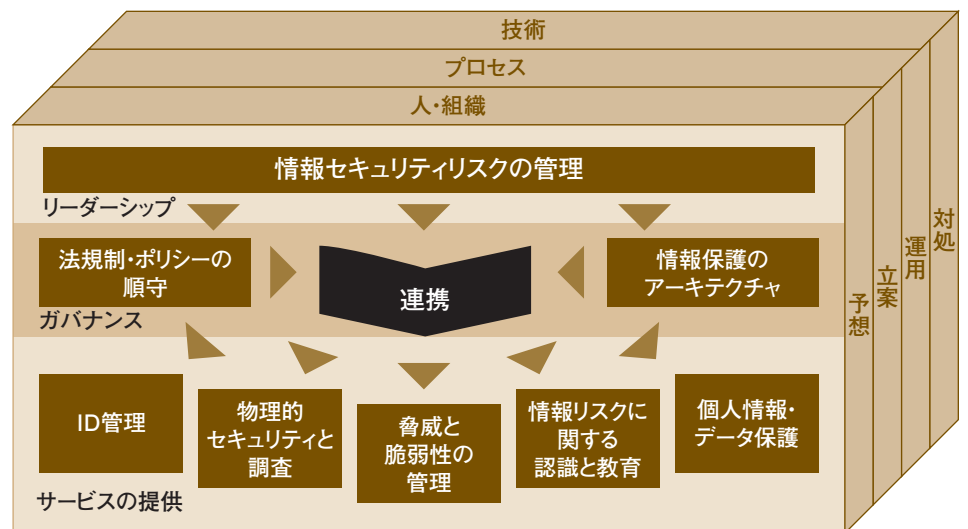 技術
プロセス
人・組織
情報セキュリティリスクの管理
リーダーシップ
法規制・ポリシーの
順守
連携
情報保護の
アーキテクチャ
ガバナンス
ID管理
物理的
セキュリティと
調査
脅威と
脆弱性の
管理
情報リスクに
関する
認識と教育
個人情報・
データ保護
サービスの提供
予想
立案
運用
対処